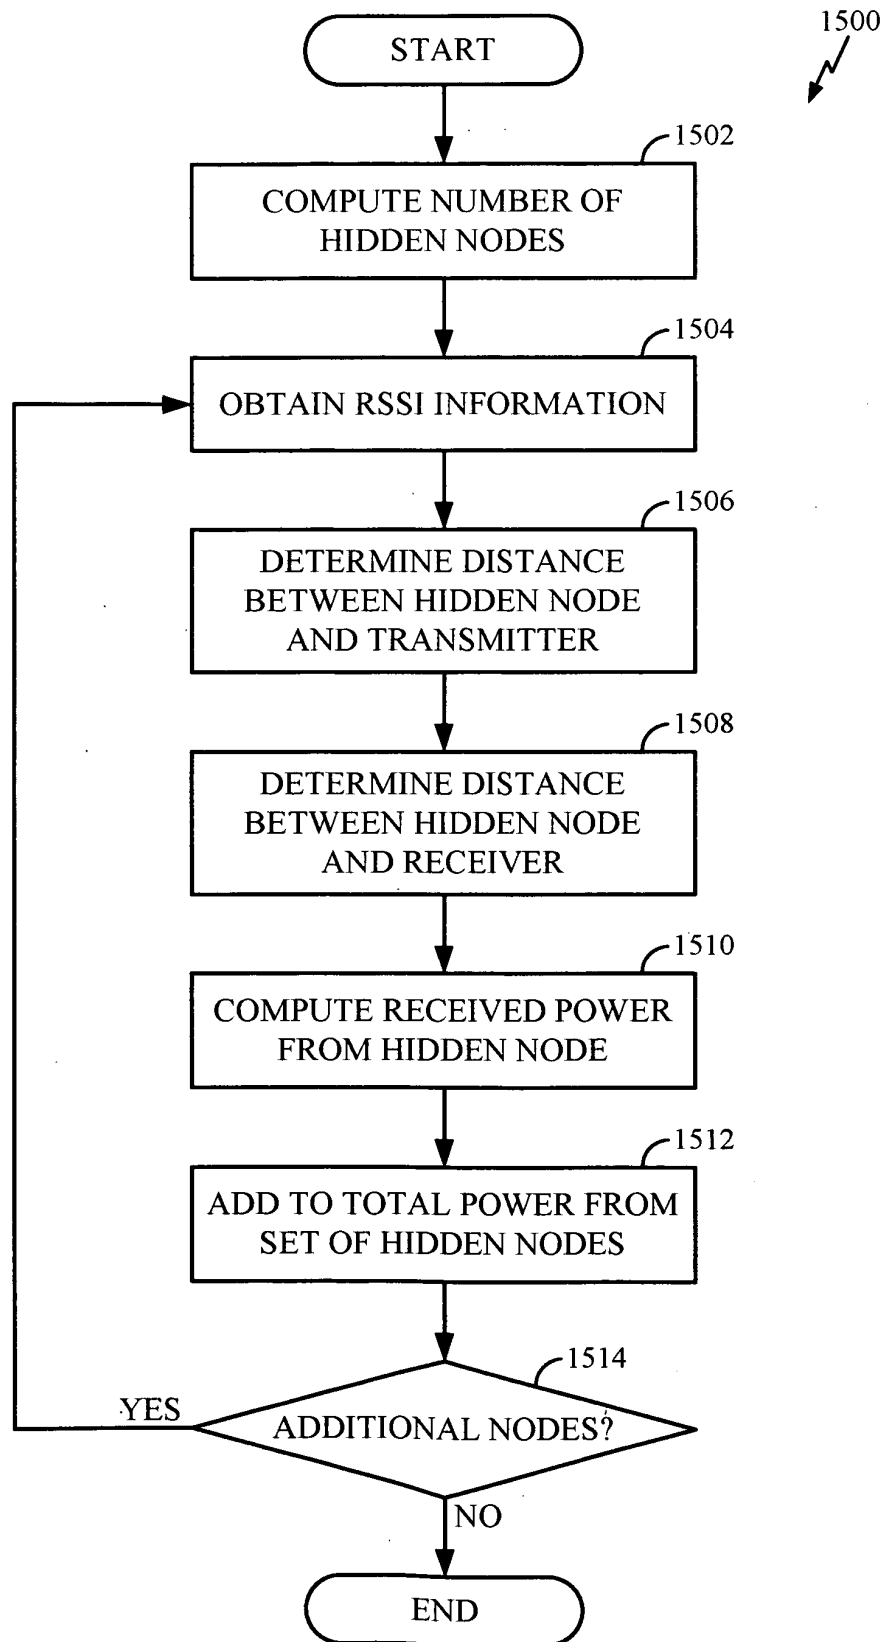 1500
START
1502
COMPUTE NUMBER OF
HIDDEN NODES
1504
OBTAIN RSSI INFORMATION
1506
DETERMINE DISTANCE
BETWEEN HIDDEN NODE
AND TRANSMITTER
1508
DETERMINE DISTANCE
BETWEEN HIDDEN NODE
AND RECEIVER
1510
COMPUTE RECEIVED POWER
FROM HIDDEN NODE
1512
ADD TO TOTAL POWER FROM
SET OF HIDDEN NODES
1514
YES
ADDITIONAL NODES?
NO
END